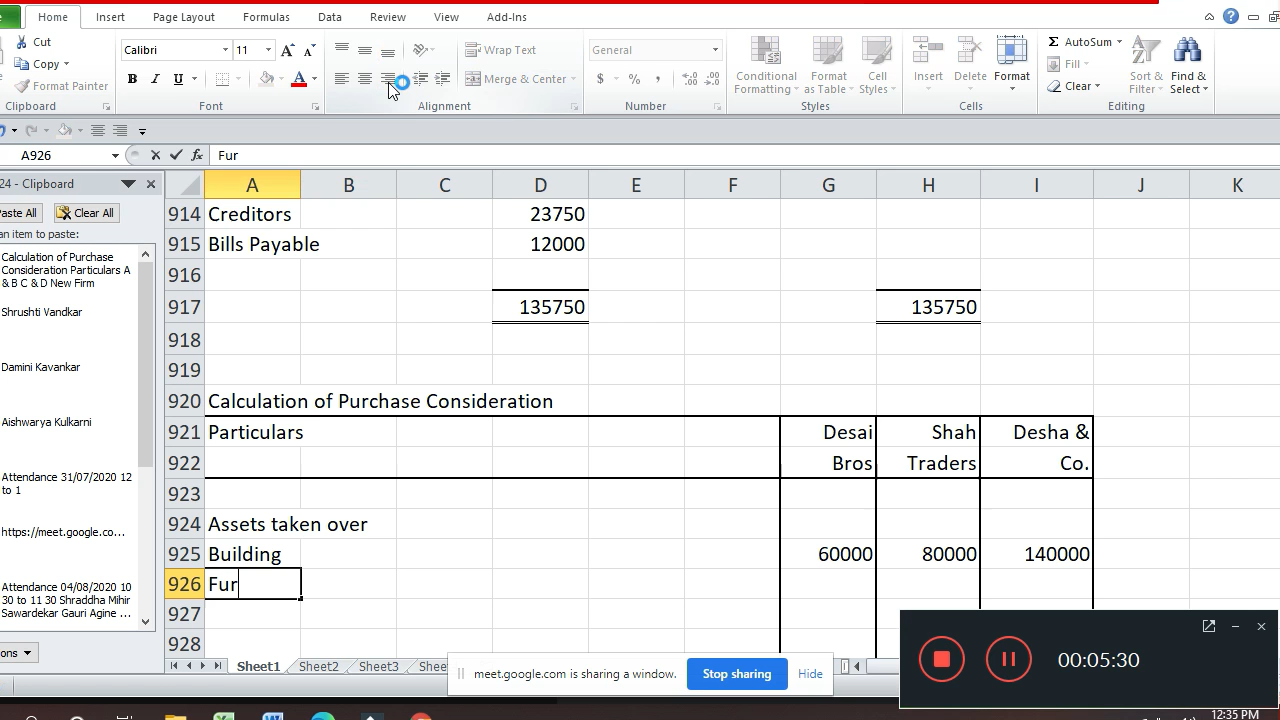 Home Insert Page Layout Formulas Data Review View Add-Ins
Cut
Copy
Format Painter
Clipboard
Calibri 11
B I U
Font
Wrap Text
Merge & Center
Alignment
General
$ % ,
Number
Conditional Formatting
Format as Table
Cell Styles
Styles
Insert Delete Format
Cells
AutoSum
Fill
Clear
Sort & Filter
Find & Select
Editing
A926 fx Fur
24 - Clipboard
Paste All Clear All
an item to paste:
Calculation of Purchase
Consideration Particulars A
& B C & D New Firm
Shrushti Vandkar
Damini Kavankar
Aishwarya Kulkarni
Attendance 31/07/2020 12
to 1
https://meet.google.co...
Attendance 04/08/2020 10
30 to 11 30 Shraddha Mihir
Sawardekar Gauri Agine ...
ons
A B C D E F G H I J K
914 Creditors 23750
915 Bills Payable 12000
916
917 135750 135750
918
919
920 Calculation of Purchase Consideration
921 Particulars Desai Shah Desha &
922 Bros Traders Co.
923
924 Assets taken over
925 Building 60000 80000 140000
926 Fur
927
928
Sheet1 Sheet2 Sheet3 Shee
meet.google.com is sharing a window. Stop sharing Hide
00:05:30
12:35 PM